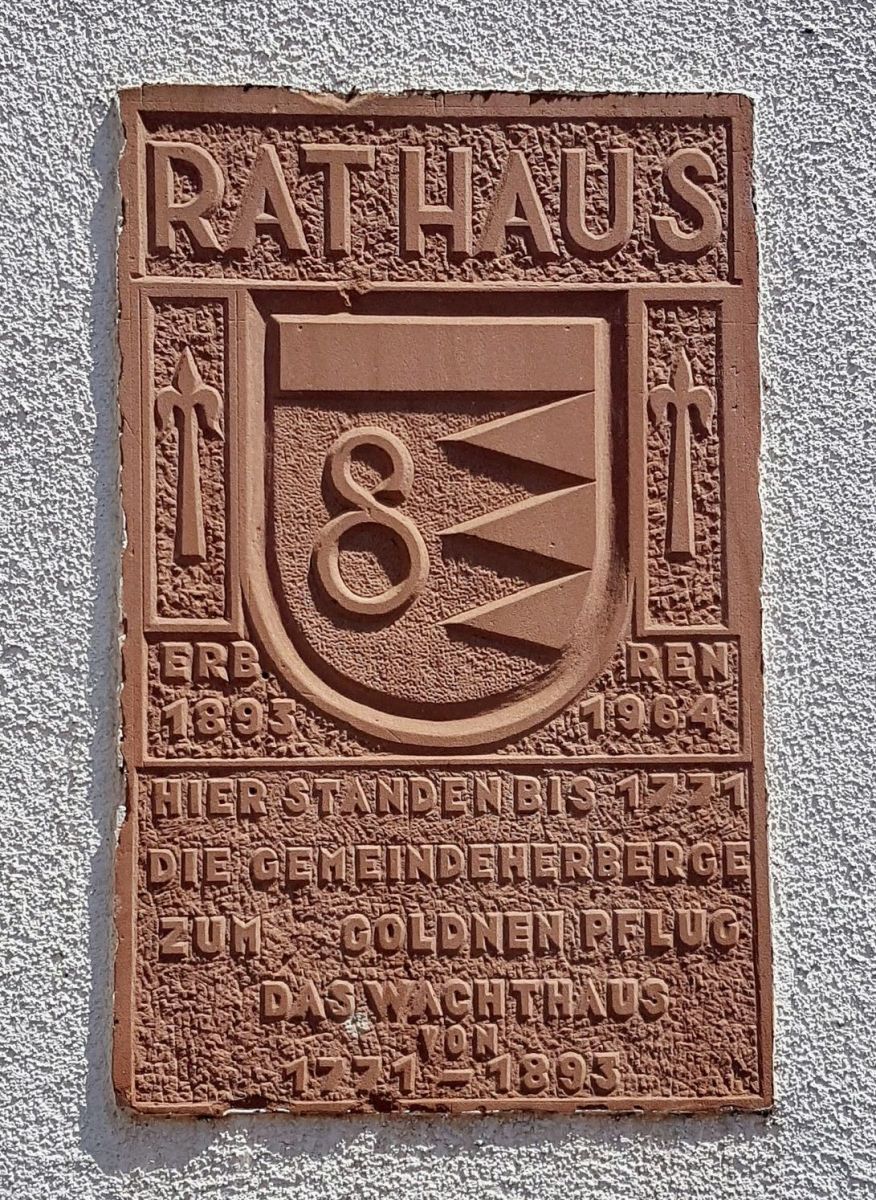 RATHAUS
8
ERB REN
1893 1964
HIER STANDEN BIS 1771
DIE GEMEINDEHERBERGE
ZUM GOLDNEN PFLUG
DAS WACHTHAUS
VON
1771 – 1893